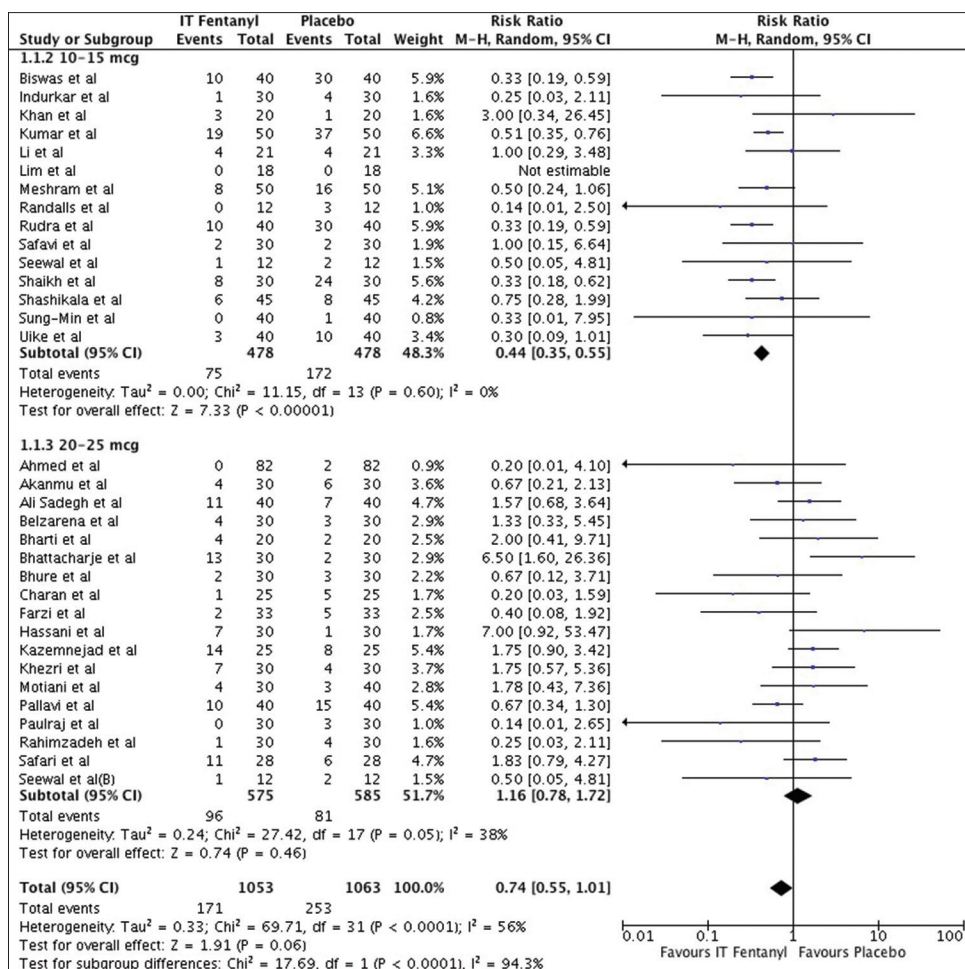 IT Fentanyl Placebo Risk Ratio Risk Ratio
Study or Subgroup Events Total Events Total Weight M-H, Random, 95% CI M-H, Random, 95% CI
1.1.2 10-15 mcg
Biswas et al 10 40 30 40 5.9% 0.33 [0.19, 0.59]
Indurkar et al 1 30 4 30 1.6% 0.25 [0.03, 2.11]
Khan et al 3 20 1 20 1.6% 3.00 [0.34, 26.45]
Kumar et al 19 50 37 50 6.6% 0.51 [0.35, 0.76]
Li et al 4 21 4 21 3.3% 1.00 [0.29, 3.48]
Lim et al 0 18 0 18 Not estimable
Meshram et al 8 50 16 50 5.1% 0.50 [0.24, 1.06]
Randalls et al 0 12 3 12 1.0% 0.14 [0.01, 2.50]
Rudra et al 10 40 30 40 5.9% 0.33 [0.19, 0.59]
Safavi et al 2 30 2 30 1.9% 1.00 [0.15, 6.64]
Seewal et al 1 12 2 12 1.5% 0.50 [0.05, 4.81]
Shaikh et al 8 30 24 30 5.6% 0.33 [0.18, 0.62]
Shashikala et al 6 45 8 45 4.2% 0.75 [0.28, 1.99]
Sung-Min et al 0 40 1 40 0.8% 0.33 [0.01, 7.95]
Uike et al 3 40 10 40 3.4% 0.30 [0.09, 1.01]
Subtotal (95% CI) 478 478 48.3% 0.44 [0.35, 0.55]
Total events 75 172
Heterogeneity: Tau² = 0.00; Chi² = 11.15, df = 13 (P = 0.60); I² = 0%
Test for overall effect: Z = 7.33 (P < 0.00001)
1.1.3 20-25 mcg
Ahmed et al 0 82 2 82 0.9% 0.20 [0.01, 4.10]
Akanmu et al 4 30 6 30 3.6% 0.67 [0.21, 2.13]
Ali Sadegh et al 11 40 7 40 4.7% 1.57 [0.68, 3.64]
Belzarena et al 4 30 3 30 2.9% 1.33 [0.33, 5.45]
Bharti et al 4 20 2 20 2.5% 2.00 [0.41, 9.71]
Bhattacharje et al 13 30 2 30 2.9% 6.50 [1.60, 26.36]
Bhure et al 2 30 3 30 2.2% 0.67 [0.12, 3.71]
Charan et al 1 25 5 25 1.7% 0.20 [0.03, 1.59]
Farzi et al 2 33 5 33 2.5% 0.40 [0.08, 1.92]
Hassani et al 7 30 1 30 1.7% 7.00 [0.92, 53.47]
Kazemnejad et al 14 25 8 25 5.4% 1.75 [0.90, 3.42]
Khezri et al 7 30 4 30 3.7% 1.75 [0.57, 5.36]
Motiani et al 4 30 3 40 2.8% 1.78 [0.43, 7.36]
Pallavi et al 10 40 15 40 5.4% 0.67 [0.34, 1.30]
Paulraj et al 0 30 3 30 1.0% 0.14 [0.01, 2.65]
Rahimzadeh et al 1 30 4 30 1.6% 0.25 [0.03, 2.11]
Safari et al 11 28 6 28 4.7% 1.83 [0.79, 4.27]
Seewal et al(B) 1 12 2 12 1.5% 0.50 [0.05, 4.81]
Subtotal (95% CI) 575 585 51.7% 1.16 [0.78, 1.72]
Total events 96 81
Heterogeneity: Tau² = 0.24; Chi² = 27.42, df = 17 (P = 0.05); I² = 38%
Test for overall effect: Z = 0.74 (P = 0.46)
Total (95% CI) 1053 1063 100.0% 0.74 [0.55, 1.01]
Total events 171 253
Heterogeneity: Tau² = 0.33; Chi² = 69.71, df = 31 (P < 0.0001); I² = 56%
Test for overall effect: Z = 1.91 (P = 0.06)
Test for subgroup differences: Chi² = 17.69, df = 1 (P < 0.0001), I² = 94.3%
0.01 0.1 1 10 100
Favours IT Fentanyl Favours Placebo